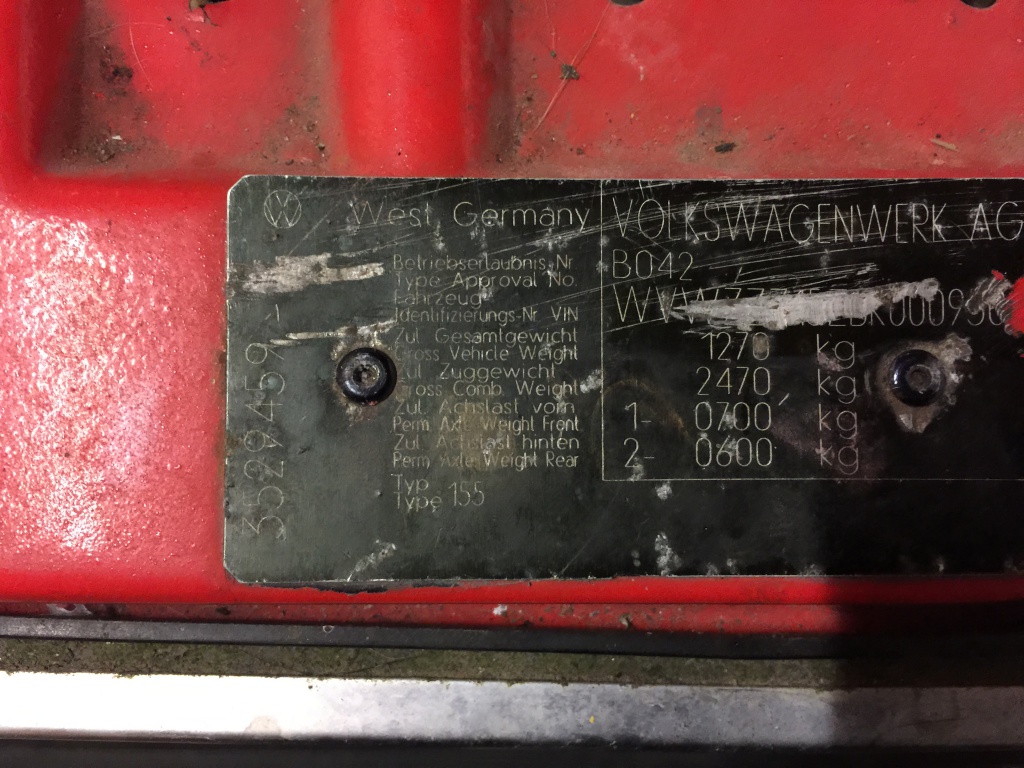 West Germany
VOLKSWAGENWERK AG
Betriebserlaubnis Nr
Type Approval No.
B042
Fahrzeug
Identifizierungs-Nr. VIN
Zul. Gesamtgewicht
Gross Vehicle Weight
1270 kg
Zul. Zuggewicht
Gross Comb. Weight
2470 kg
Zul. Achslast vorn
Perm. Axle Weight Front
1- 0700 kg
Zul. Achslast hinten
Perm. Axle Weight Rear
2- 0600 kg
Typ
Type 155
3529459